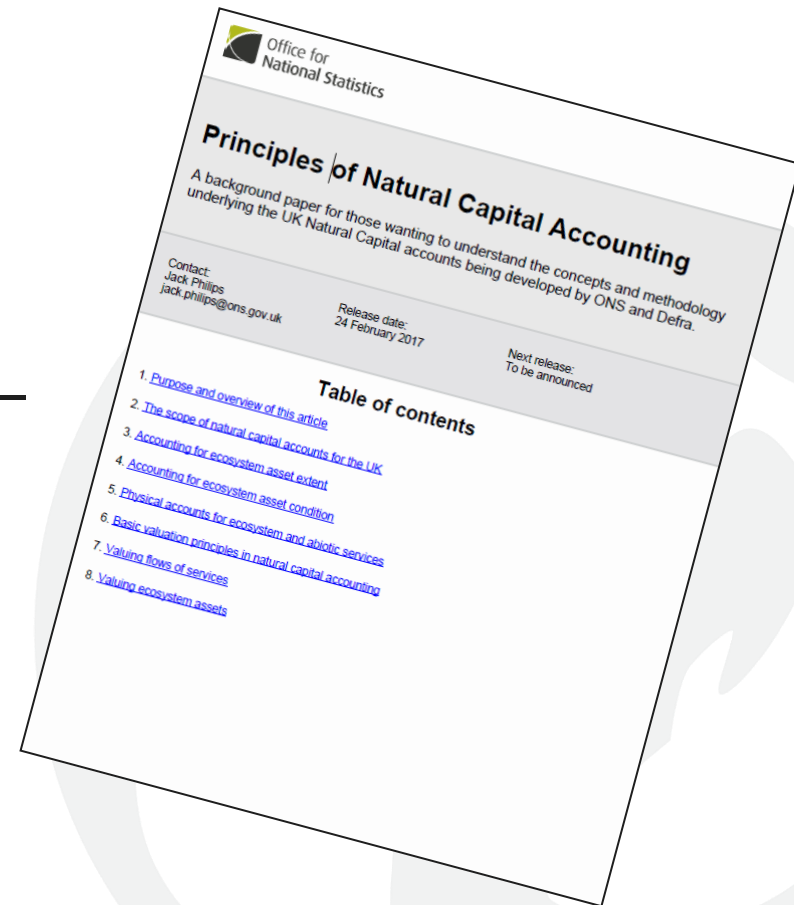 Office for
National Statistics
Principles of Natural Capital Accounting
A background paper for those wanting to understand the concepts and methodology
underlying the UK Natural Capital accounts being developed by ONS and Defra.
Contact:
Jack Philips
jack.philips@ons.gov.uk
Release date:
24 February 2017
Next release:
To be announced
Table of contents
1. Purpose and overview of this article
2. The scope of natural capital accounts for the UK
3. Accounting for ecosystem asset extent
4. Accounting for ecosystem asset condition
5. Physical accounts for ecosystem and abiotic services
6. Basic valuation principles in natural capital accounting
7. Valuing flows of services
8. Valuing ecosystem assets